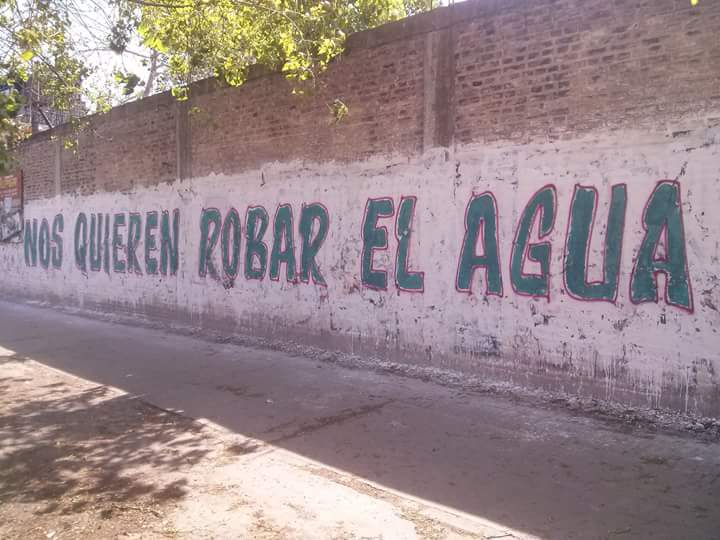 NOS QUIEREN ROBAR EL AGUA